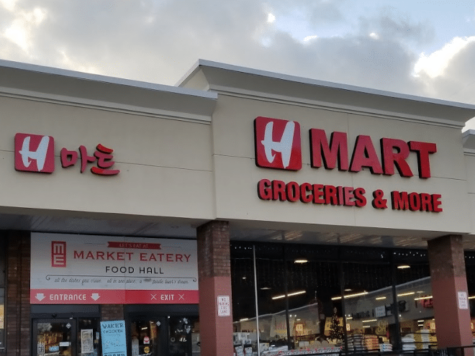 H 마트
H MART
GROCERIES & MORE
MARKET EATERY
FOOD HALL
ENTRANCE
EXIT